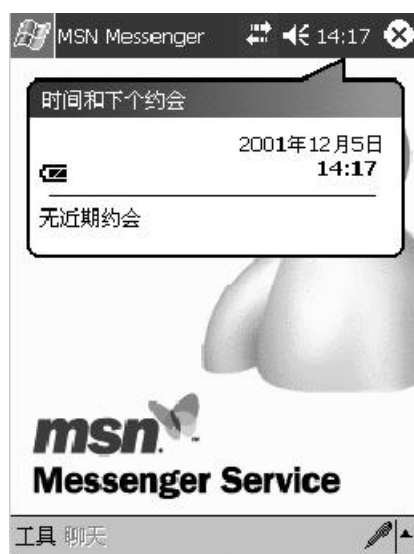 MSN Messenger 14:17
时间和下个约会
2001年12月5日
14:17
无近期约会
msn
Messenger Service
工具 聊天